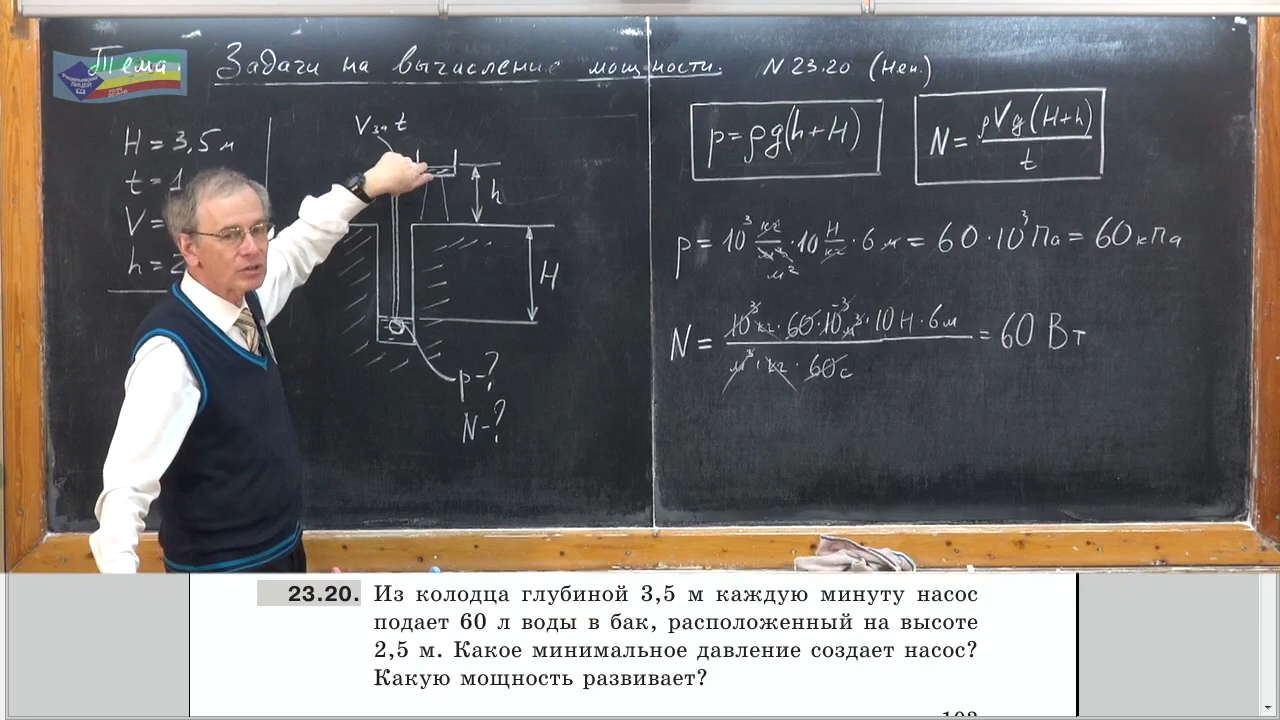 Тема. Задачи на вычисление мощности. N 23.20 (Ген.)
H = 3,5 м
t = 1
V =
h = 2
V за t
h
H
p-?
N-?
p = ρg(h+H)
N = ρVg(H+h) / t
p = 10³ кг/м³ · 10 Н/кг · 6 м = 60 · 10³ Па = 60 кПа
м²
N = 10³ кг · 60 · 10⁻³ м³ · 10 Н · 6 м / м³ · кг · 60 с = 60 Вт
23.20. Из колодца глубиной 3,5 м каждую минуту насос
подает 60 л воды в бак, расположенный на высоте
2,5 м. Какое минимальное давление создает насос?
Какую мощность развивает?